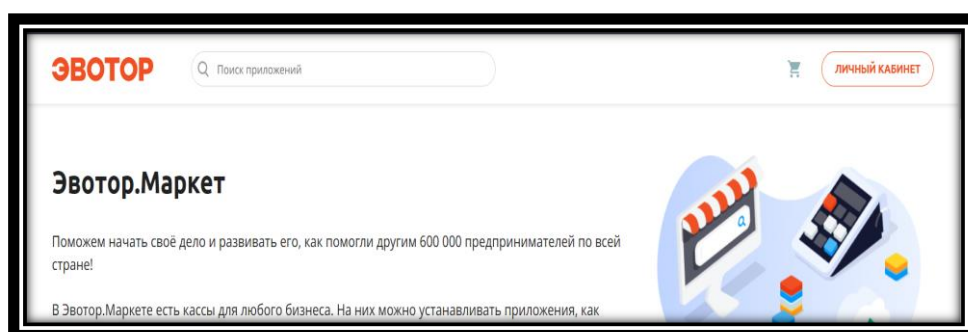 ЭВОТОР
Поиск приложений
ЛИЧНЫЙ КАБИНЕТ
Эвотор.Маркет
Поможем начать своё дело и развивать его, как помогли другим 600 000 предпринимателей по всей
стране!
В Эвотор.Маркете есть кассы для любого бизнеса. На них можно устанавливать приложения, как